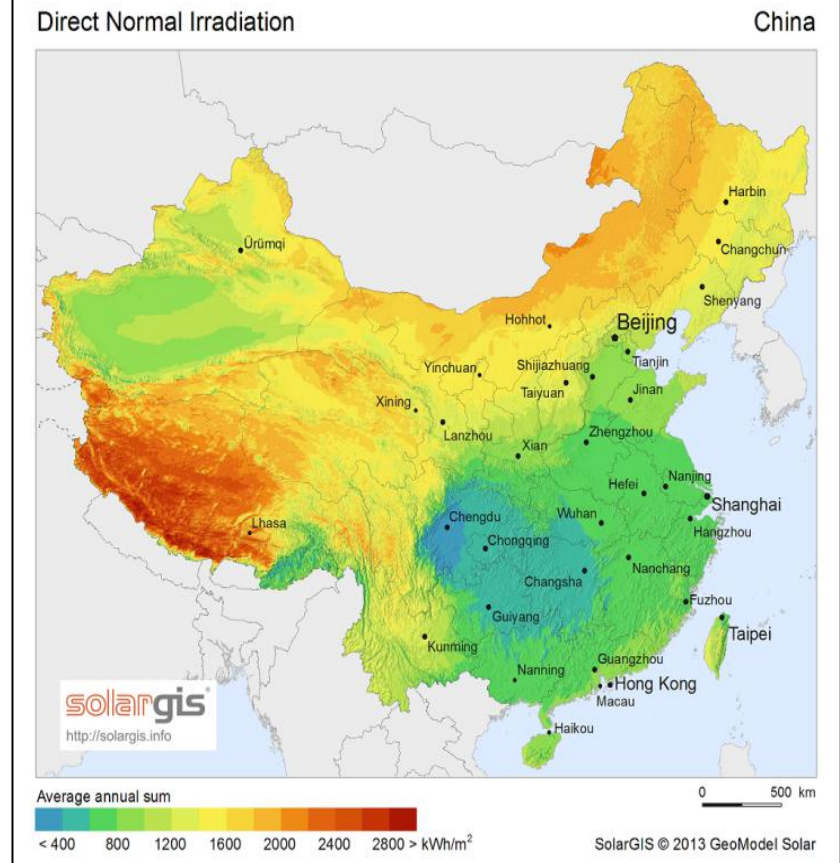 Direct Normal Irradiation
China
Harbin
Ürümqi
Changchun
Shenyang
Hohhot
Beijing
Tianjin
Yinchuan
Shijiazhuang
Taiyuan
Jinan
Xining
Lanzhou
Zhengzhou
Xian
Nanjing
Hefei
Shanghai
Lhasa
Chengdu
Wuhan
Hangzhou
Chongqing
Nanchang
Changsha
Fuzhou
Guiyang
Taipei
Kunming
Nanning
Guangzhou
Hong Kong
Macau
solargis
http://solargis.info
Haikou
Average annual sum
0 500 km
< 400 800 1200 1600 2000 2400 2800 > kWh/m²
SolarGIS © 2013 GeoModel Solar